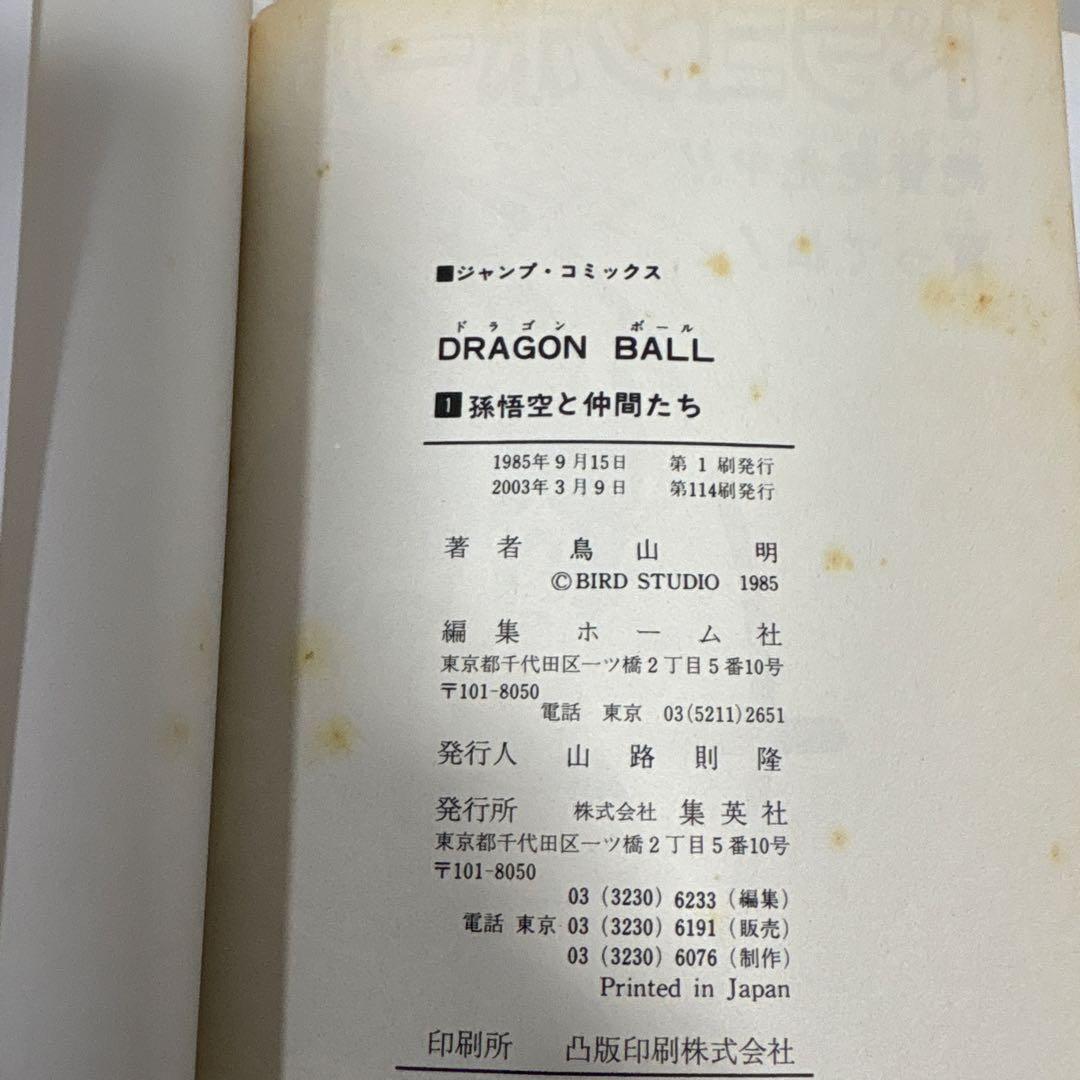 ■ジャンプ・コミックス
ドラゴン ボール
DRAGON BALL
1 孫悟空と仲間たち
1985年9月15日 第1刷発行
2003年3月9日 第114刷発行
著者 鳥山 明
©BIRD STUDIO 1985
編集 ホーム社
東京都千代田区一ツ橋2丁目5番10号
〒101-8050
電話 東京 03(5211)2651
発行人 山路則隆
発行所 株式会社 集英社
東京都千代田区一ツ橋2丁目5番10号
〒101-8050
03 (3230) 6233 (編集)
電話 東京 03 (3230) 6191 (販売)
03 (3230) 6076 (制作)
Printed in Japan
印刷所 凸版印刷株式会社